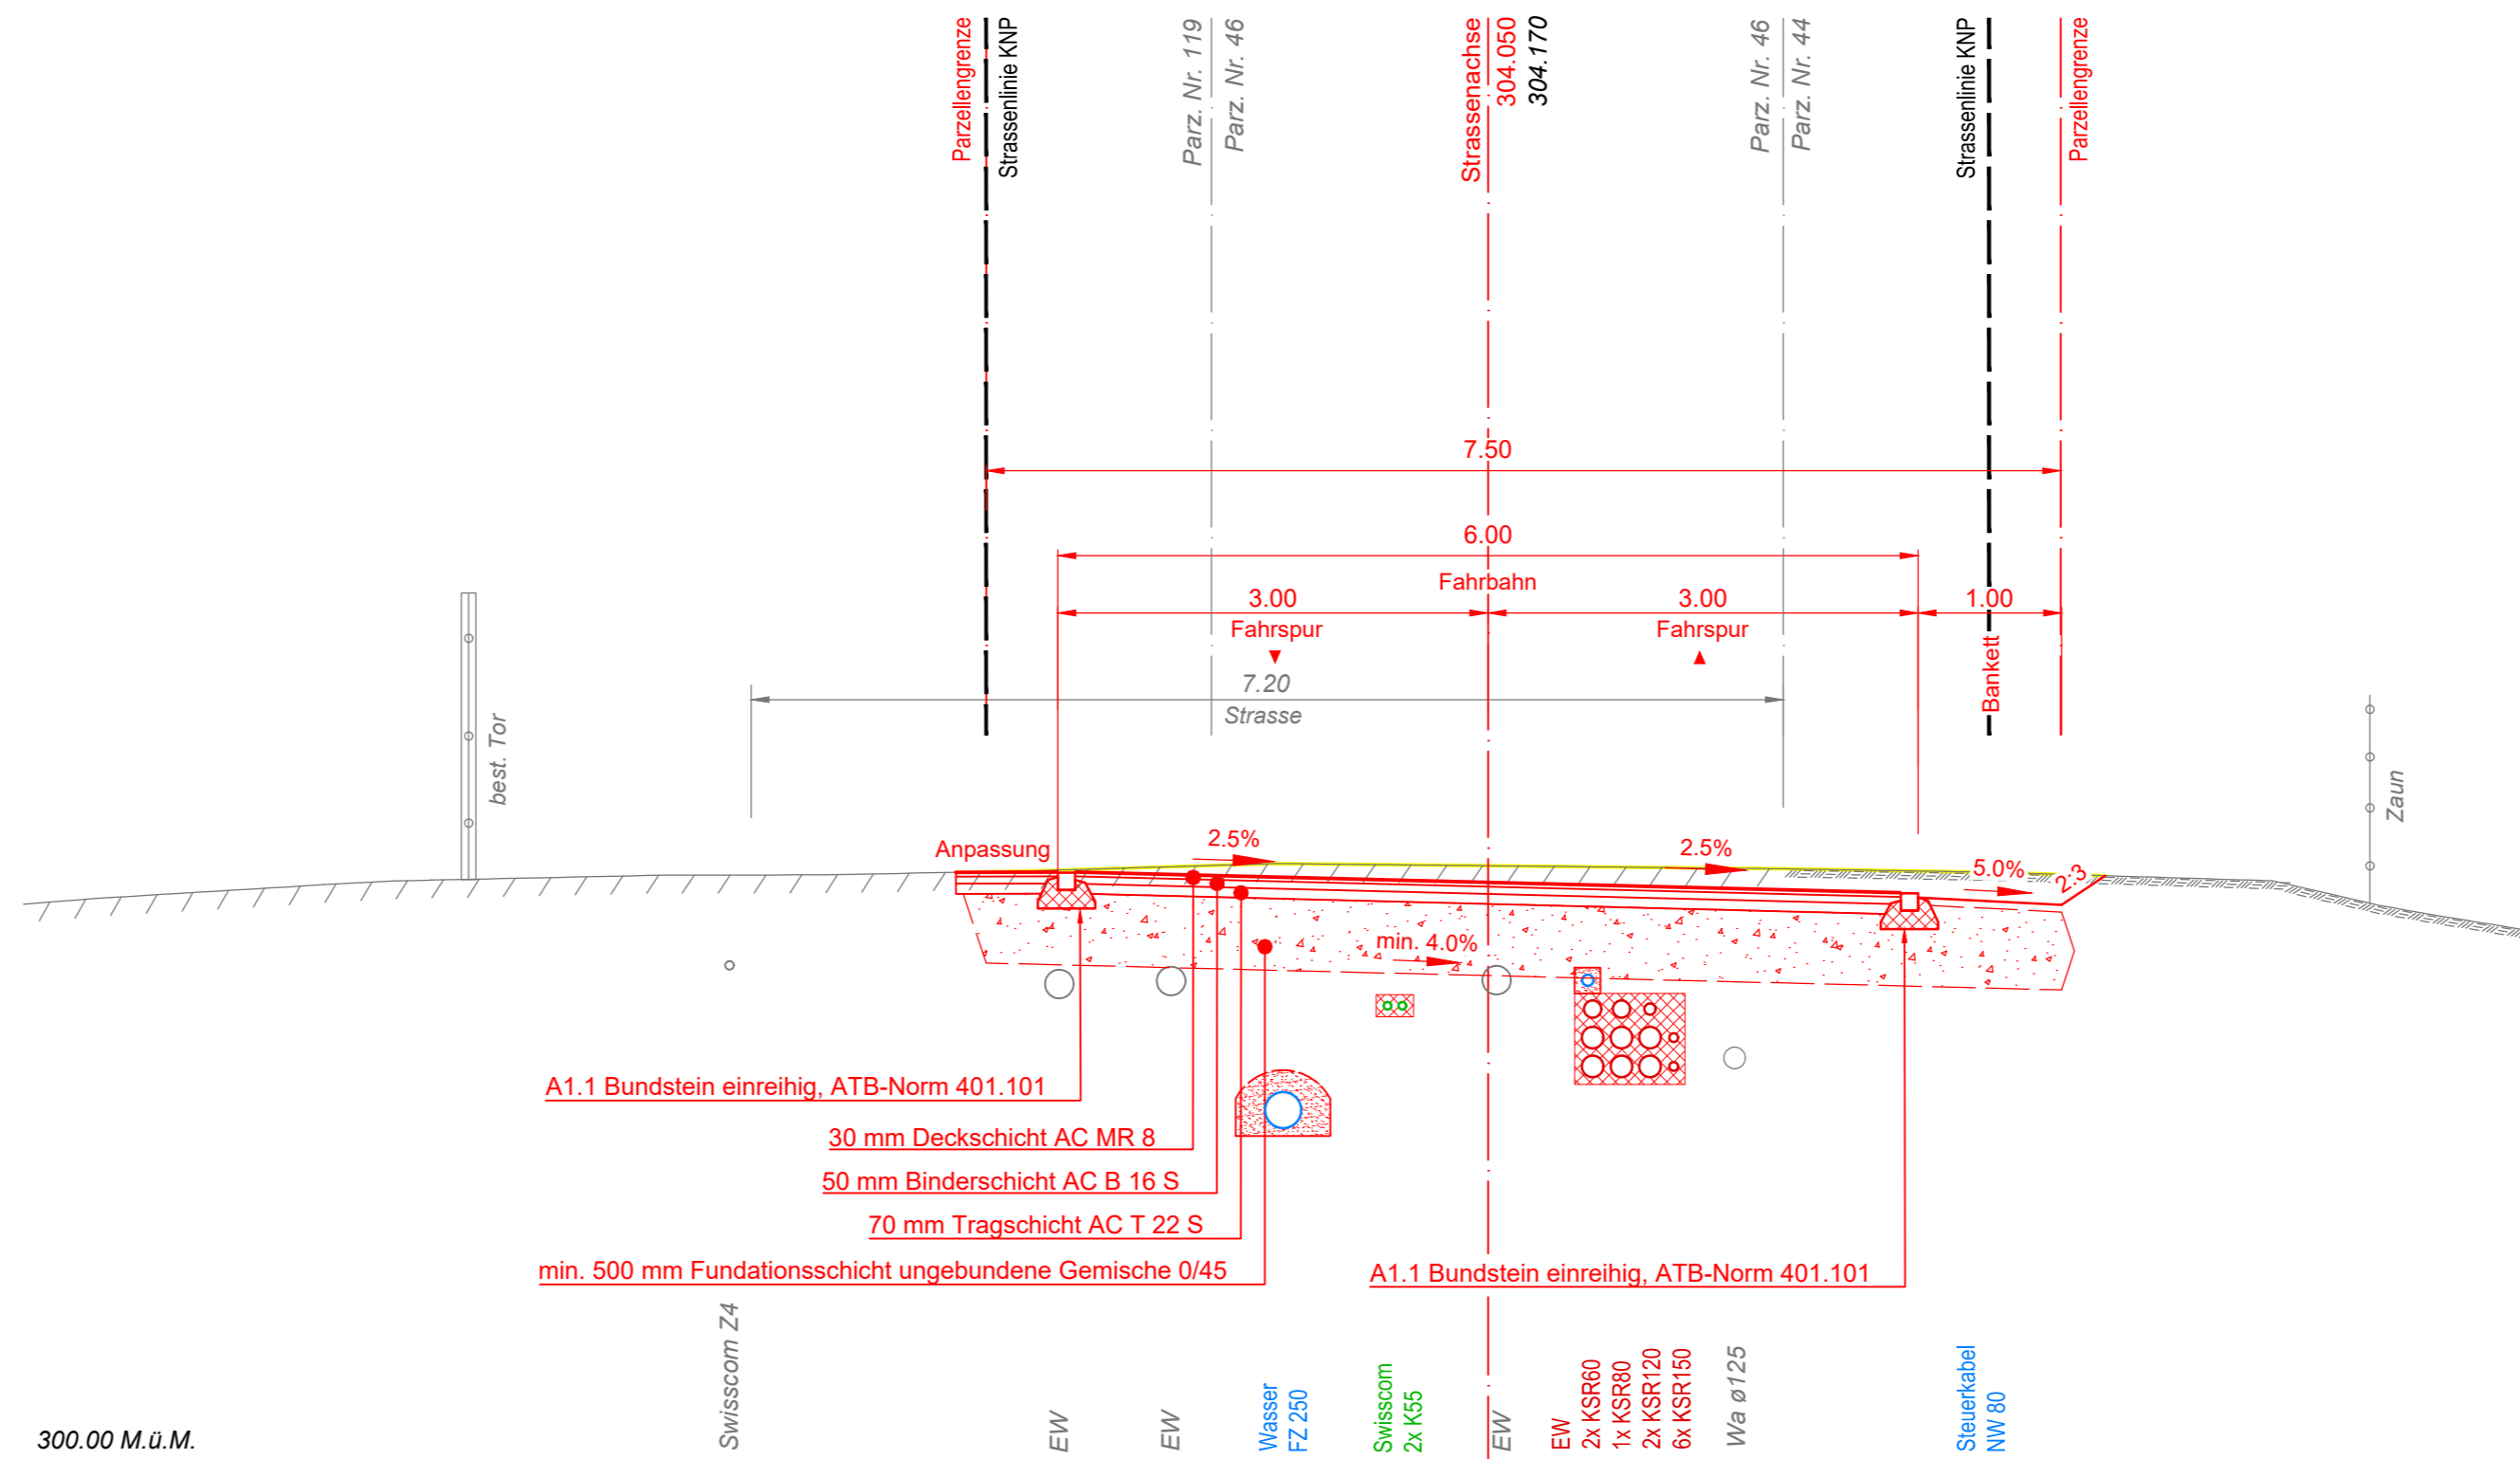 Parzellengrenze
Strassenlinie KNP
Parz. Nr. 119
Parz. Nr. 46
Strassenachse
304.050
304.170
Parz. Nr. 46
Parz. Nr. 44
Strassenlinie KNP
Parzellengrenze
7.50
6.00
Fahrbahn
3.00
3.00
1.00
Fahrspur
Fahrspur
Bankett
7.20
Strasse
best. Tor
Zaun
Anpassung
2.5%
2.5%
5.0%
2:3
min. 4.0%
A1.1 Bundstein einreihig, ATB-Norm 401.101
30 mm Deckschicht AC MR 8
50 mm Binderschicht AC B 16 S
70 mm Tragschicht AC T 22 S
min. 500 mm Fundationsschicht ungebundene Gemische 0/45
A1.1 Bundstein einreihig, ATB-Norm 401.101
300.00 M.ü.M.
Swisscom Z4
EW
EW
Wasser
FZ 250
Swisscom
2x K55
EW
EW
2x KSR60
1x KSR80
2x KSR120
6x KSR150
Wa ø125
Steuerkabel
NW 80